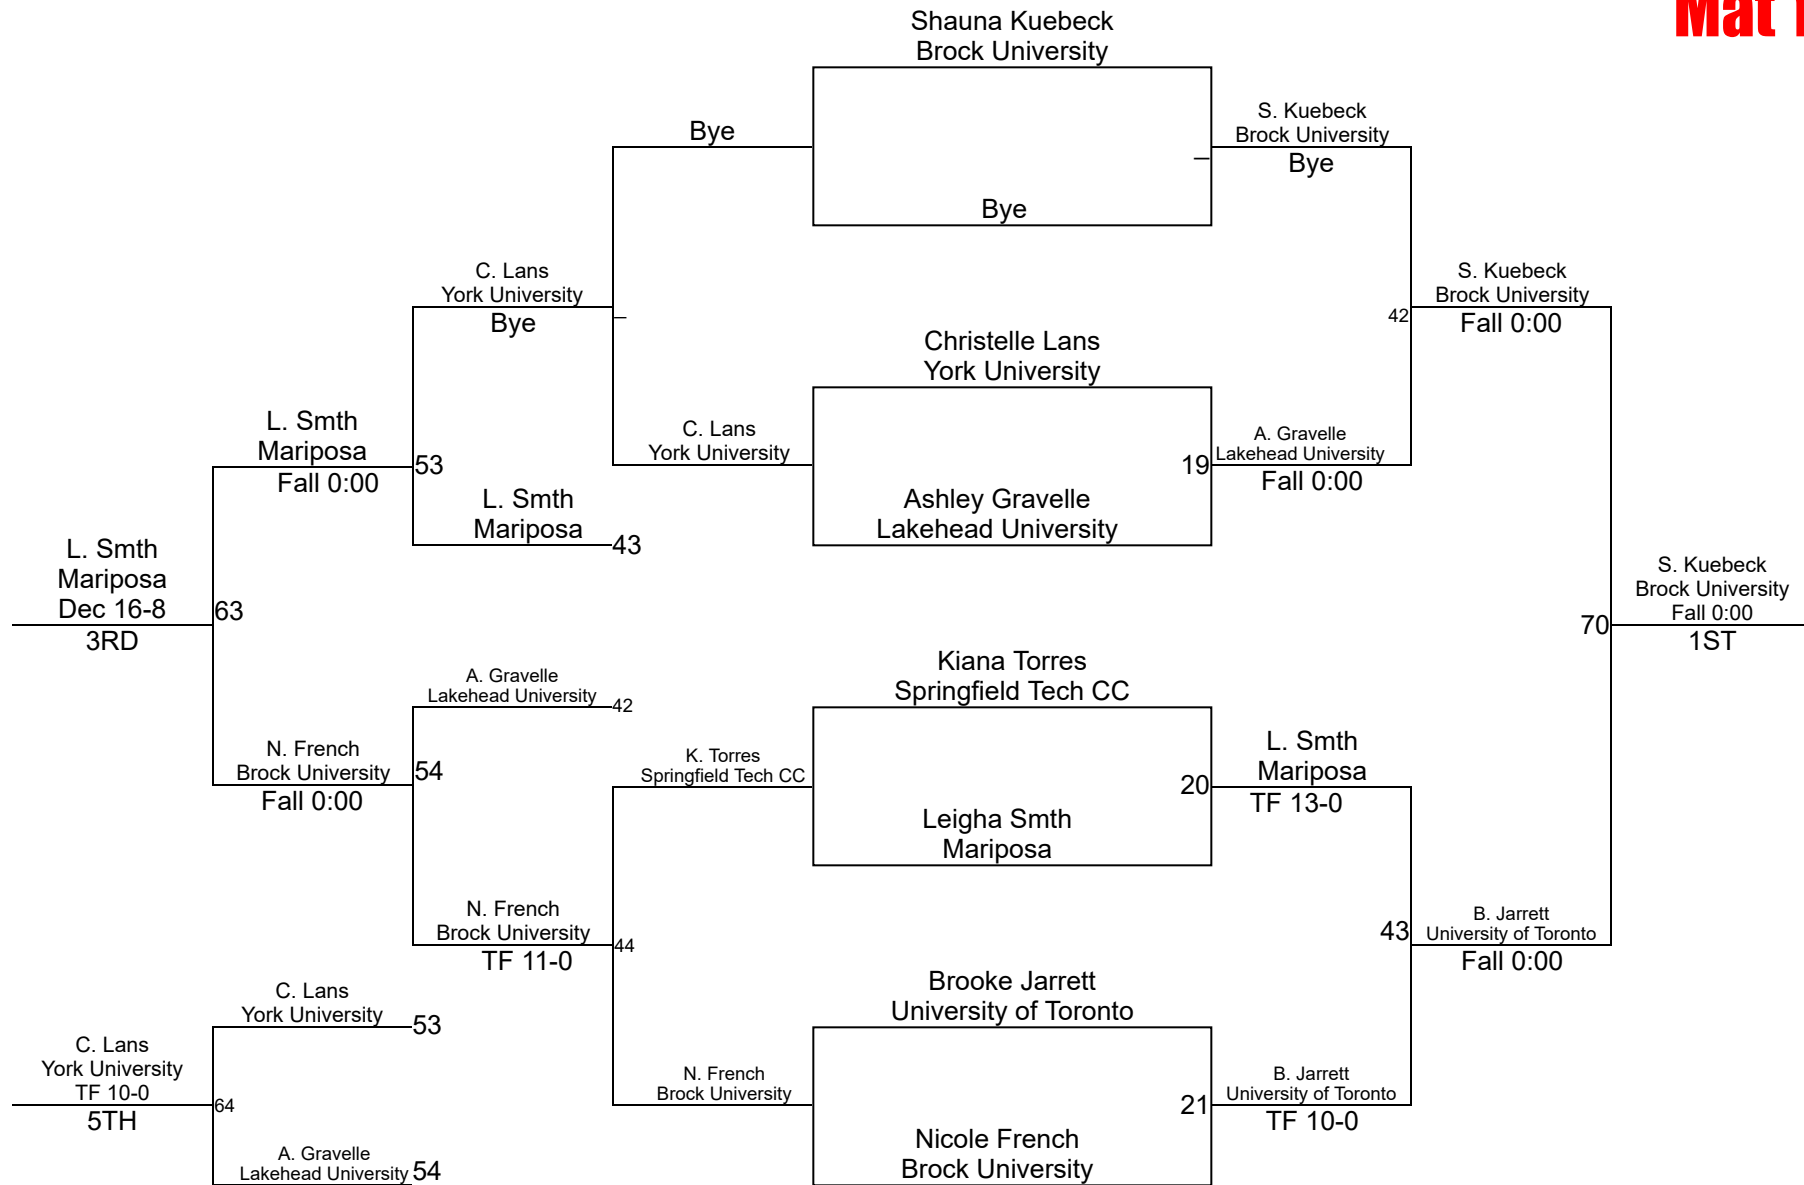 Mat 1
Shauna Kuebeck
Brock University
Bye
S. Kuebeck
Brock University
Bye
Bye
C. Lans
York University
Bye
S. Kuebeck
Brock University
Fall 0:00
42
Christelle Lans
York University
L. Smth
Mariposa
Fall 0:00
53
C. Lans
York University
19
A. Gravelle
Lakehead University
Fall 0:00
L. Smth
Mariposa
43
Ashley Gravelle
Lakehead University
L. Smth
Mariposa
Dec 16-8
3RD
63
70
S. Kuebeck
Brock University
Fall 0:00
1ST
A. Gravelle
Lakehead University
42
Kiana Torres
Springfield Tech CC
N. French
Brock University
Fall 0:00
54
K. Torres
Springfield Tech CC
20
L. Smth
Mariposa
TF 13-0
Leigha Smth
Mariposa
N. French
Brock University
TF 11-0
44
43
B. Jarrett
University of Toronto
Fall 0:00
Brooke Jarrett
University of Toronto
C. Lans
York University
53
C. Lans
York University
TF 10-0
5TH
64
N. French
Brock University
21
B. Jarrett
University of Toronto
TF 10-0
Nicole French
Brock University
A. Gravelle
Lakehead University
54